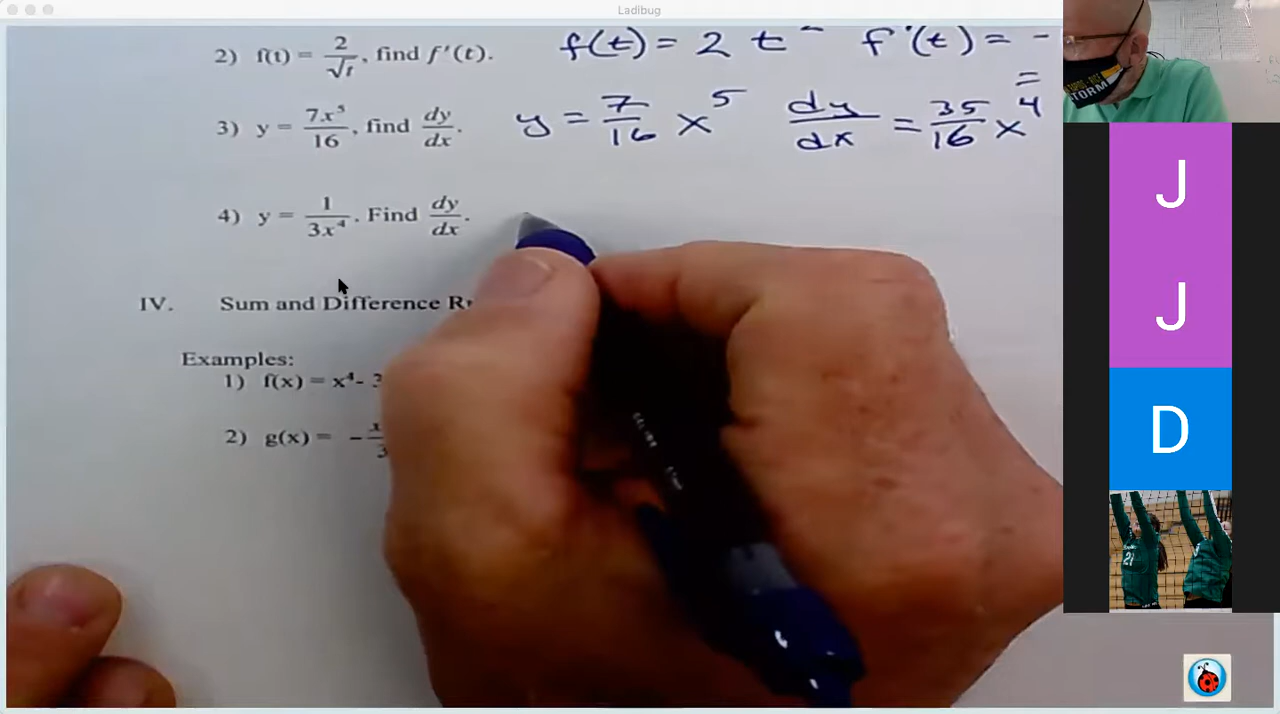 Ladibug
2) f(t) = 2/√t, find f'(t). f(t) = 2 t⁻ f'(t) = -
=
3) y = 7x⁵/16, find dy/dx. y = 7/16 x⁵ dy/dx = 35/16 x⁴
4) y = 1/3x⁴. Find dy/dx.
IV. Sum and Difference
Examples:
1) f(x) = x⁴-
2) g(x) = -
STORM
J
J
D
21